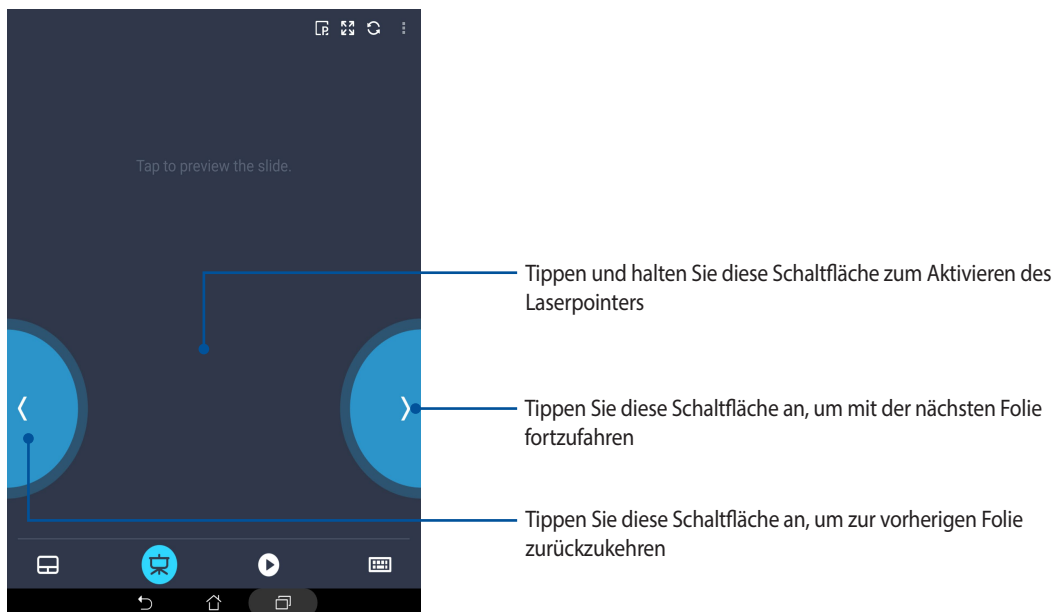 Tap to preview the slide.
Tippen und halten Sie diese Schaltfläche zum Aktivieren des
Laserpointers
Tippen Sie diese Schaltfläche an, um mit der nächsten Folie
fortzufahren
Tippen Sie diese Schaltfläche an, um zur vorherigen Folie
zurückzukehren